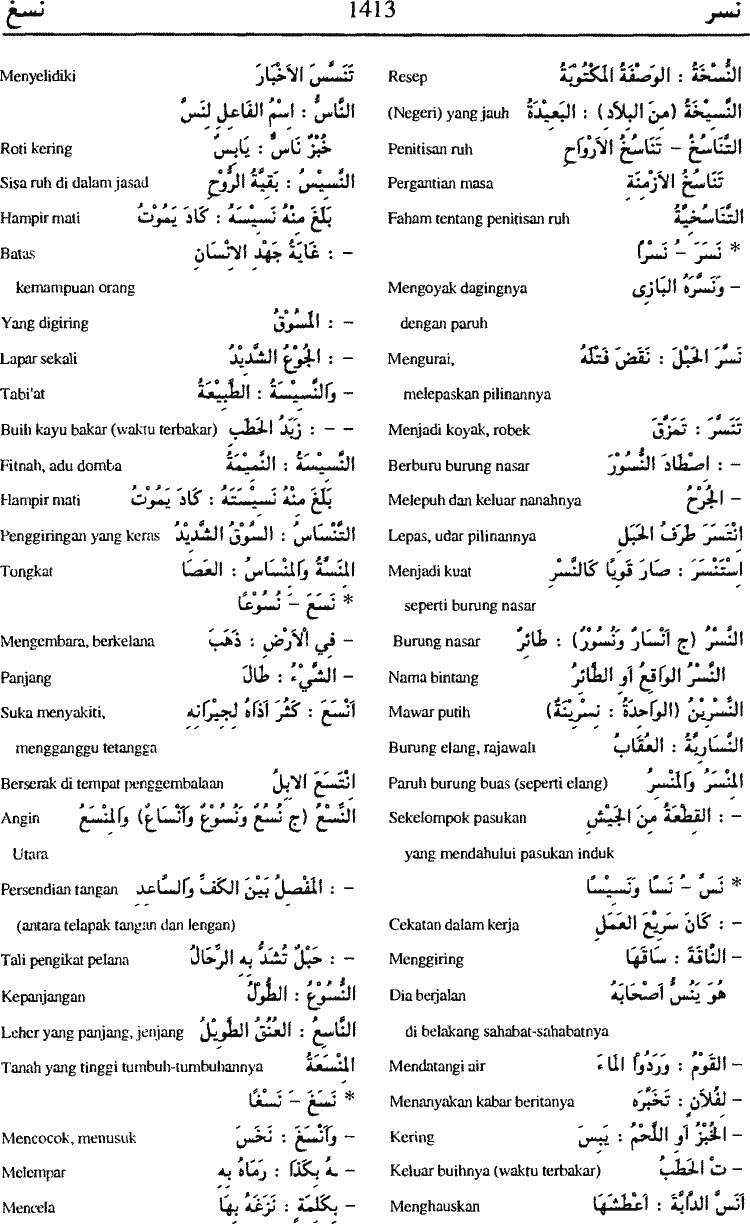 نسر 1413 نسغ
النُّسْخَةُ : الوَصْفَةُ المَكْتُوبَةُ Resep
النَّسِيْخَةُ (مِنَ البِلَادِ) : البَعِيْدَةُ (Negeri) yang jauh
التَّنَاسُخُ – تَنَاسُخُ الأَرْوَاحِ Penitisan ruh
تَنَاسُخُ الأَزْمِنَةِ Pergantian masa
التَّنَاسُخِيَّةُ Faham tentang penitisan ruh
* نَسَرَ – ُ نَسْرًا
– وَنَسَّرَهُ البَازِى Mengoyak dagingnya
dengan paruh
نَسَّرَ الحَبْلَ : نَقَضَ فَتْلَهُ Mengurai,
melepaskan pilinannya
تَنَسَّرَ : تَمَزَّقَ Menjadi koyak, robek
– : اصْطَادَ النُّسُوْرَ Berburu burung nasar
– الجُرْحُ Melepuh dan keluar nanahnya
انْتَسَرَ طَرَفُ الحَبْلِ Lepas, udar pilinannya
اِسْتَنْسَرَ : صَارَ قَوِيًا كَالنَّسْرِ Menjadi kuat
seperti burung nasar
النَّسْرُ (ج أَنْسَارٌ وَنُسُوْرٌ) : طَائِرٌ Burung nasar
النَّسْرُ الوَاقِعُ أَوِ الطَّائِرُ Nama bintang
النِّسْرِيْنُ (الوَاحِدَةُ : نِسْرِيْنَةٌ) Mawar putih
النَّسَارِيَّةُ : العُقَابُ Burung elang, rajawali
المِنْسَرُ وَالمَنْسِرُ Paruh burung buas (seperti elang)
– : القِطْعَةُ مِنَ الجَيْشِ Sekelompok pasukan
yang mendahului pasukan induk
* نَسَّ – ُ نَسًّا وَنَسِيْسًا
– : كَانَ سَرِيْعَ العَمَلِ Cekatan dalam kerja
– النَّاقَةَ : سَاقَهَا Menggiring
هُوَ يَنُسُّ أَصْحَابَهُ Dia berjalan
di belakang sahabat-sahabatnya
– القَوْمُ : وَرَدُوا المَاءَ Mendatangi air
– لِفُلَانٍ : تَخَبَّرَهُ Menanyakan kabar beritanya
– الخُبْزُ أَوِ اللَّحْمُ : يَبِسَ Kering
– تْ الحَطَبُ Keluar buihnya (waktu terbakar)
أَنَسَّ الدَّابَّةَ : أَعْطَشَهَا Menghauskan
تَنَسَّسَ الأَخْبَارَ Menyelidiki
النَّاسُّ : اسْمُ الفَاعِلِ لِنَسَّ
خُبْزٌ نَاسٌّ : يَابِسٌ Roti kering
النَّسِيْسُ : بَقِيَّةُ الرُّوْحِ Sisa ruh di dalam jasad
بَلَغَ مِنْهُ نَسِيسَهُ : كَادَ يَمُوْتُ Hampir mati
– : غَايَةُ جَهْدِ الإِنْسَانِ Batas
kemampuan orang
– : المَسُوْقُ Yang digiring
– : الجُوْعُ الشَّدِيْدُ Lapar sekali
– وَالنَّسِيْسَةُ : الطَّبِيْعَةُ Tabi'at
– – : زَبَدُ الحَطَبِ Buih kayu bakar (waktu terbakar)
النَّسِيْسَةُ : النَّمِيْمَةُ Fitnah, adu domba
بَلَغَ مِنْهُ نَسِيْسَتَهُ : كَادَ يَمُوْتُ Hampir mati
التَّنْسَاسُ : السَّوْقُ الشَّدِيْدُ Penggiringan yang keras
المِنَسَّةُ وَالمِنْسَاسُ : العَصَا Tongkat
* نَسَعَ – َ نُسُوْعًا
– فِي الأَرْضِ : ذَهَبَ Mengembara, berkelana
– الشَّيْءُ : طَالَ Panjang
أَنْسَعَ : كَثُرَ أَذَاهُ لِجِيْرَانِهِ Suka menyakiti,
mengganggu tetangga
انْتَسَعَ الإِبِلُ Berserak di tempat penggembalaan
النِّسْعُ (ج نُسْعٌ وَنُسُوْعٌ وَأَنْسَاعٌ) وَالمِنْسَعُ Angin
Utara
– : المَفْصِلُ بَيْنَ الكَفِّ وَالسَّاعِدِ Persendian tangan
(antara telapak tangan dan lengan)
– : حَبْلٌ تُشَدُّ بِهِ الرِّحَالُ Tali pengikat pelana
النُّسُوْعُ : الطُّوْلُ Kepanjangan
النَّاسِعُ : العُنُقُ الطَّوِيْلُ Leher yang panjang, jenjang
المِنْسَعَةُ Tanah yang tinggi tumbuh-tumbuhannya
* نَسَغَ – َ نَسْغًا
– وَأَنْسَغَ : نَخَسَ Mencocok, menusuk
– هُ بِكَذَا : رَمَاهُ بِهِ Melempar
– بِكَلِمَةٍ : نَزَغَهُ بِهَا Mencela